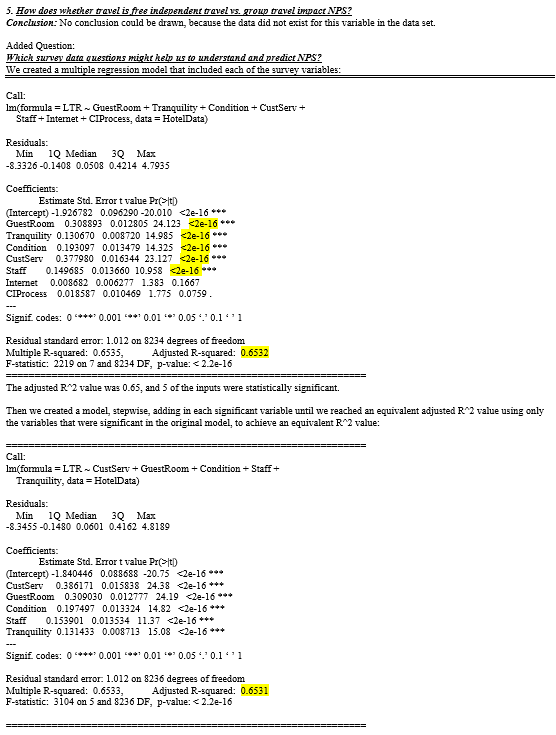 5. How does whether travel is free independent travel vs. group travel impact NPS?
Conclusion: No conclusion could be drawn, because the data did not exist for this variable in the data set.
Added Question:
Which survey data questions might help us to understand and predict NPS?
We created a multiple regression model that included each of the survey variables:
Call:
lm(formula = LTR ~ GuestRoom + Tranquility + Condition + CustServ +
Staff + Internet + CIProcess, data = HotelData)
Residuals:
Min 1Q Median 3Q Max
-8.3326 -0.1408 0.0508 0.4214 4.7935
Coefficients:
Estimate Std. Error t value Pr(>|t|)
(Intercept) -1.926782 0.096290 -20.010 <2e-16 ***
GuestRoom 0.308893 0.012805 24.123 <2e-16 ***
Tranquility 0.130670 0.008720 14.985 <2e-16 ***
Condition 0.193097 0.013479 14.325 <2e-16 ***
CustServ 0.377980 0.016344 23.127 <2e-16 ***
Staff 0.149685 0.013660 10.958 <2e-16 ***
Internet 0.008682 0.006277 1.383 0.1667
CIProcess 0.018587 0.010469 1.775 0.0759 .
---
Signif. codes: 0 ‘***’ 0.001 ‘**’ 0.01 ‘*’ 0.05 ‘.’ 0.1 ‘ ’ 1
Residual standard error: 1.012 on 8234 degrees of freedom
Multiple R-squared: 0.6535, Adjusted R-squared: 0.6532
F-statistic: 2219 on 7 and 8234 DF, p-value: < 2.2e-16
The adjusted R^2 value was 0.65, and 5 of the inputs were statistically significant.
Then we created a model, stepwise, adding in each significant variable until we reached an equivalent adjusted R^2 value using only
the variables that were significant in the original model, to achieve an equivalent R^2 value:
Call:
lm(formula = LTR ~ CustServ + GuestRoom + Condition + Staff +
Tranquility, data = HotelData)
Residuals:
Min 1Q Median 3Q Max
-8.3455 -0.1480 0.0601 0.4162 4.8189
Coefficients:
Estimate Std. Error t value Pr(>|t|)
(Intercept) -1.840446 0.088688 -20.75 <2e-16 ***
CustServ 0.386171 0.015838 24.38 <2e-16 ***
GuestRoom 0.309030 0.012777 24.19 <2e-16 ***
Condition 0.197497 0.013324 14.82 <2e-16 ***
Staff 0.153901 0.013534 11.37 <2e-16 ***
Tranquility 0.131433 0.008713 15.08 <2e-16 ***
---
Signif. codes: 0 ‘***’ 0.001 ‘**’ 0.01 ‘*’ 0.05 ‘.’ 0.1 ‘ ’ 1
Residual standard error: 1.012 on 8236 degrees of freedom
Multiple R-squared: 0.6533, Adjusted R-squared: 0.6531
F-statistic: 3104 on 5 and 8236 DF, p-value: < 2.2e-16